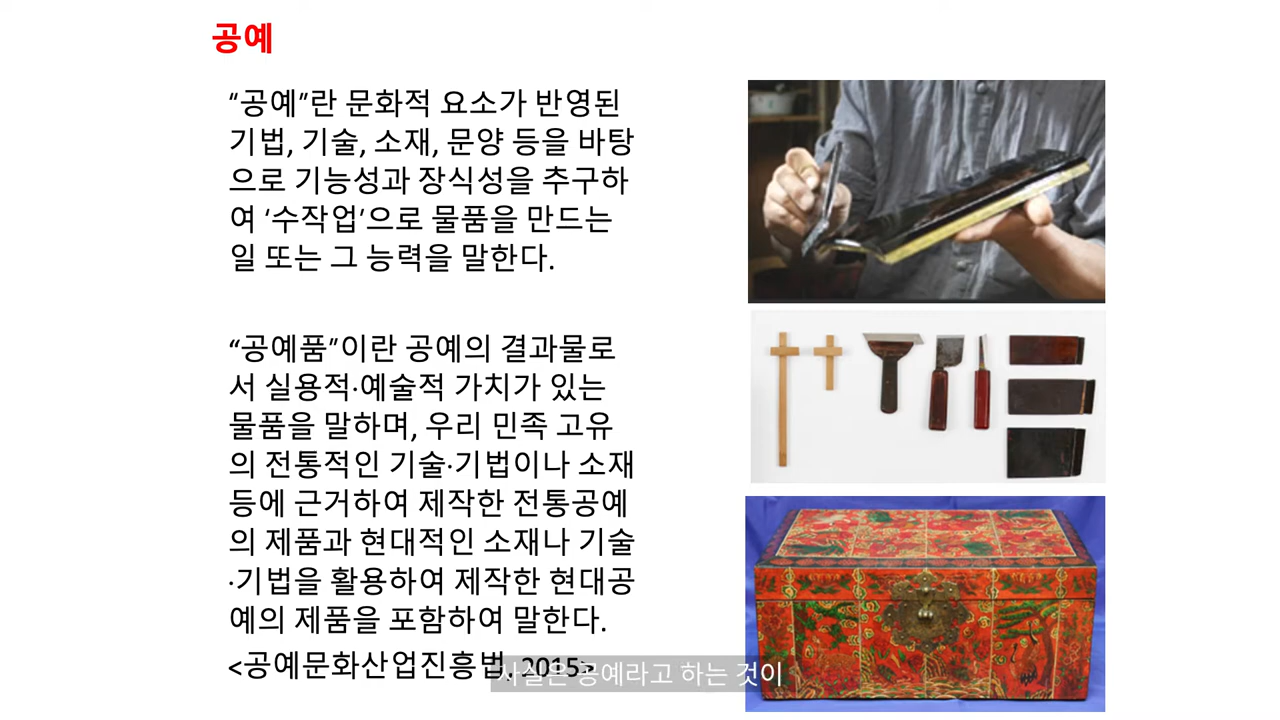 공예
“공예”란 문화적 요소가 반영된
기법, 기술, 소재, 문양 등을 바탕
으로 기능성과 장식성을 추구하
여 ‘수작업’으로 물품을 만드는
일 또는 그 능력을 말한다.
“공예품”이란 공예의 결과물로
서 실용적·예술적 가치가 있는
물품을 말하며, 우리 민족 고유
의 전통적인 기술·기법이나 소재
등에 근거하여 제작한 전통공예
의 제품과 현대적인 소재나 기술
·기법을 활용하여 제작한 현대공
예의 제품을 포함하여 말한다.
<공예문화산업진흥법, 2015>
사실은 공예라고 하는 것이